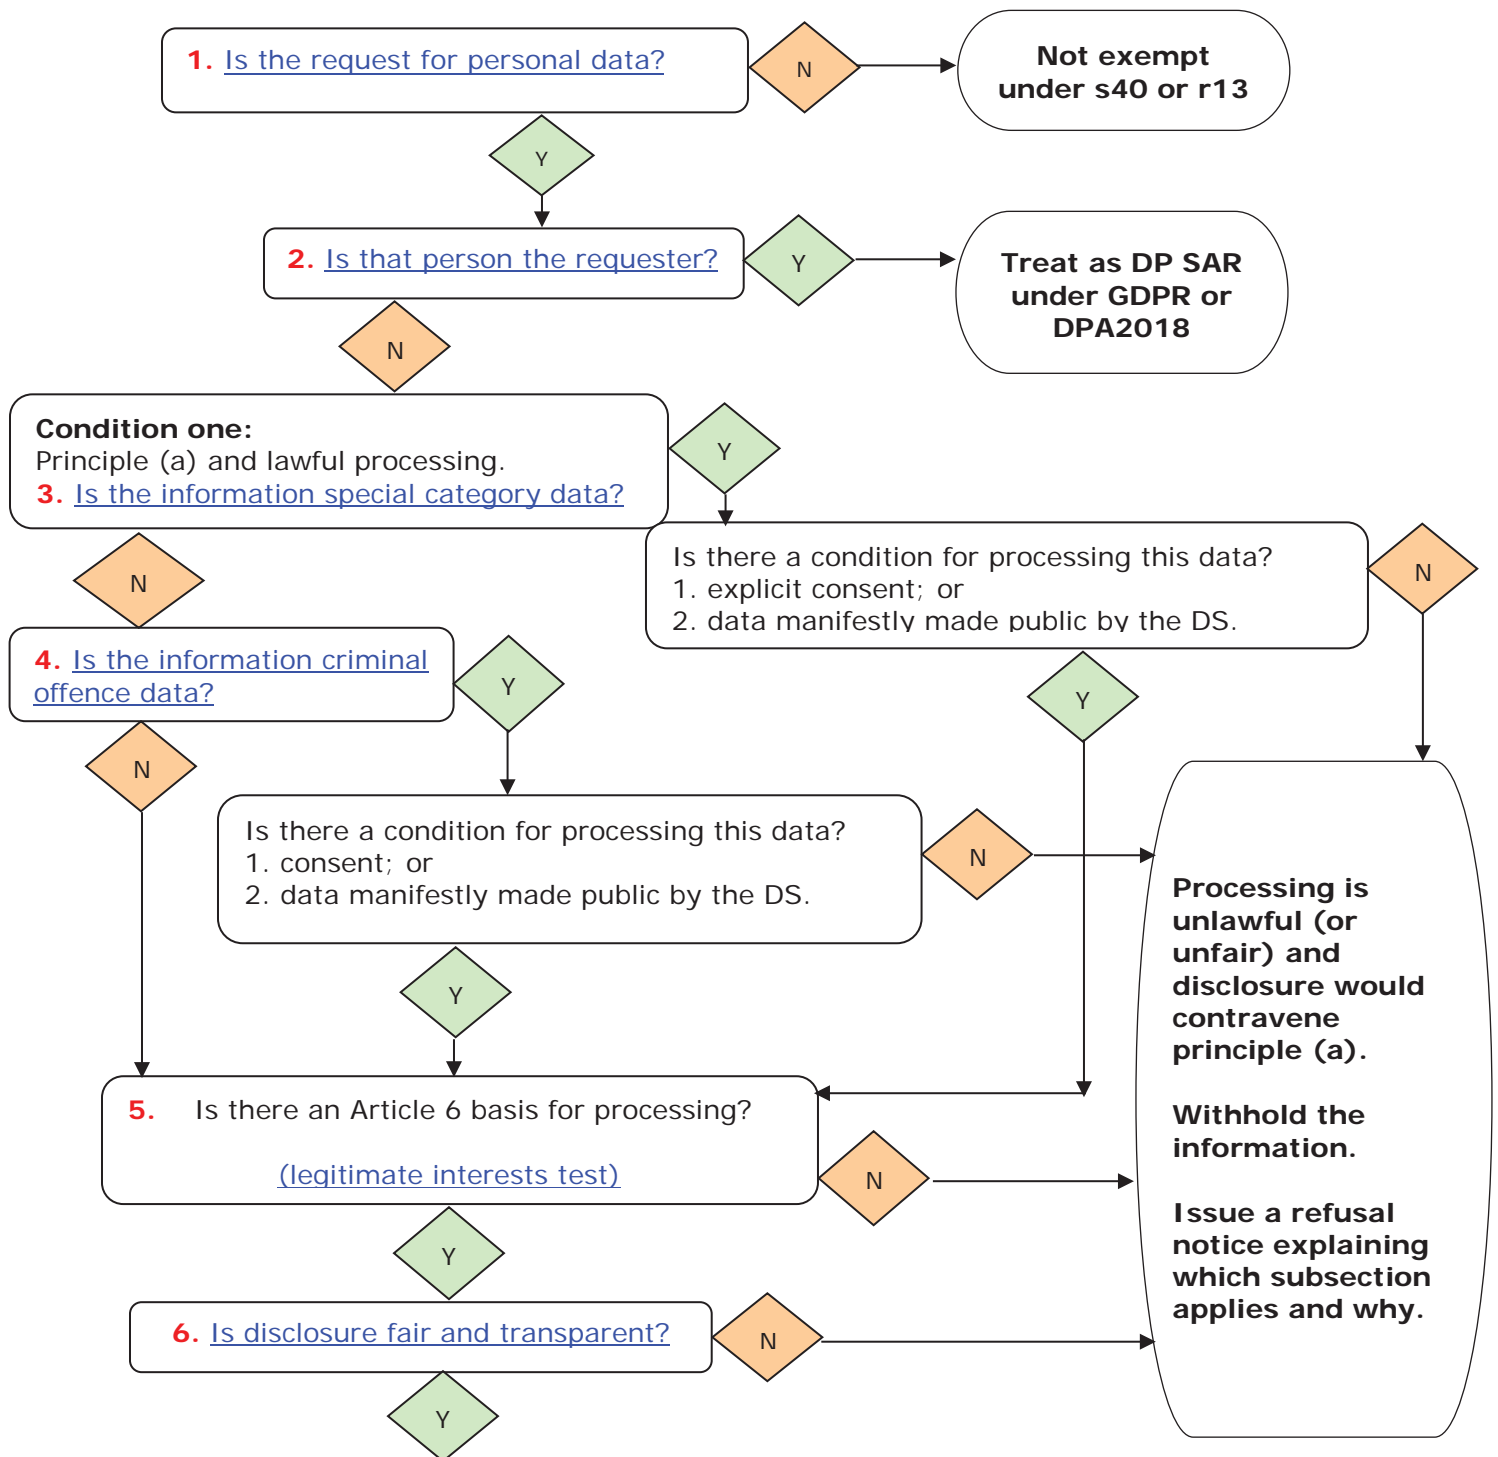 1. Is the request for personal data?
N
Not exempt
under s40 or r13
Y
2. Is that person the requester?
Y
Treat as DP SAR
under GDPR or
DPA2018
N
Condition one:
Principle (a) and lawful processing.
3. Is the information special category data?
Y
N
Is there a condition for processing this data?
1. explicit consent; or
2. data manifestly made public by the DS.
N
4. Is the information criminal
offence data?
Y
Y
N
Is there a condition for processing this data?
1. consent; or
2. data manifestly made public by the DS.
N
Y
Processing is
unlawful (or
unfair) and
disclosure would
contravene
principle (a).
Withhold the
information.
Issue a refusal
notice explaining
which subsection
applies and why.
5. Is there an Article 6 basis for processing?
(legitimate interests test)
N
Y
6. Is disclosure fair and transparent?
N
Y